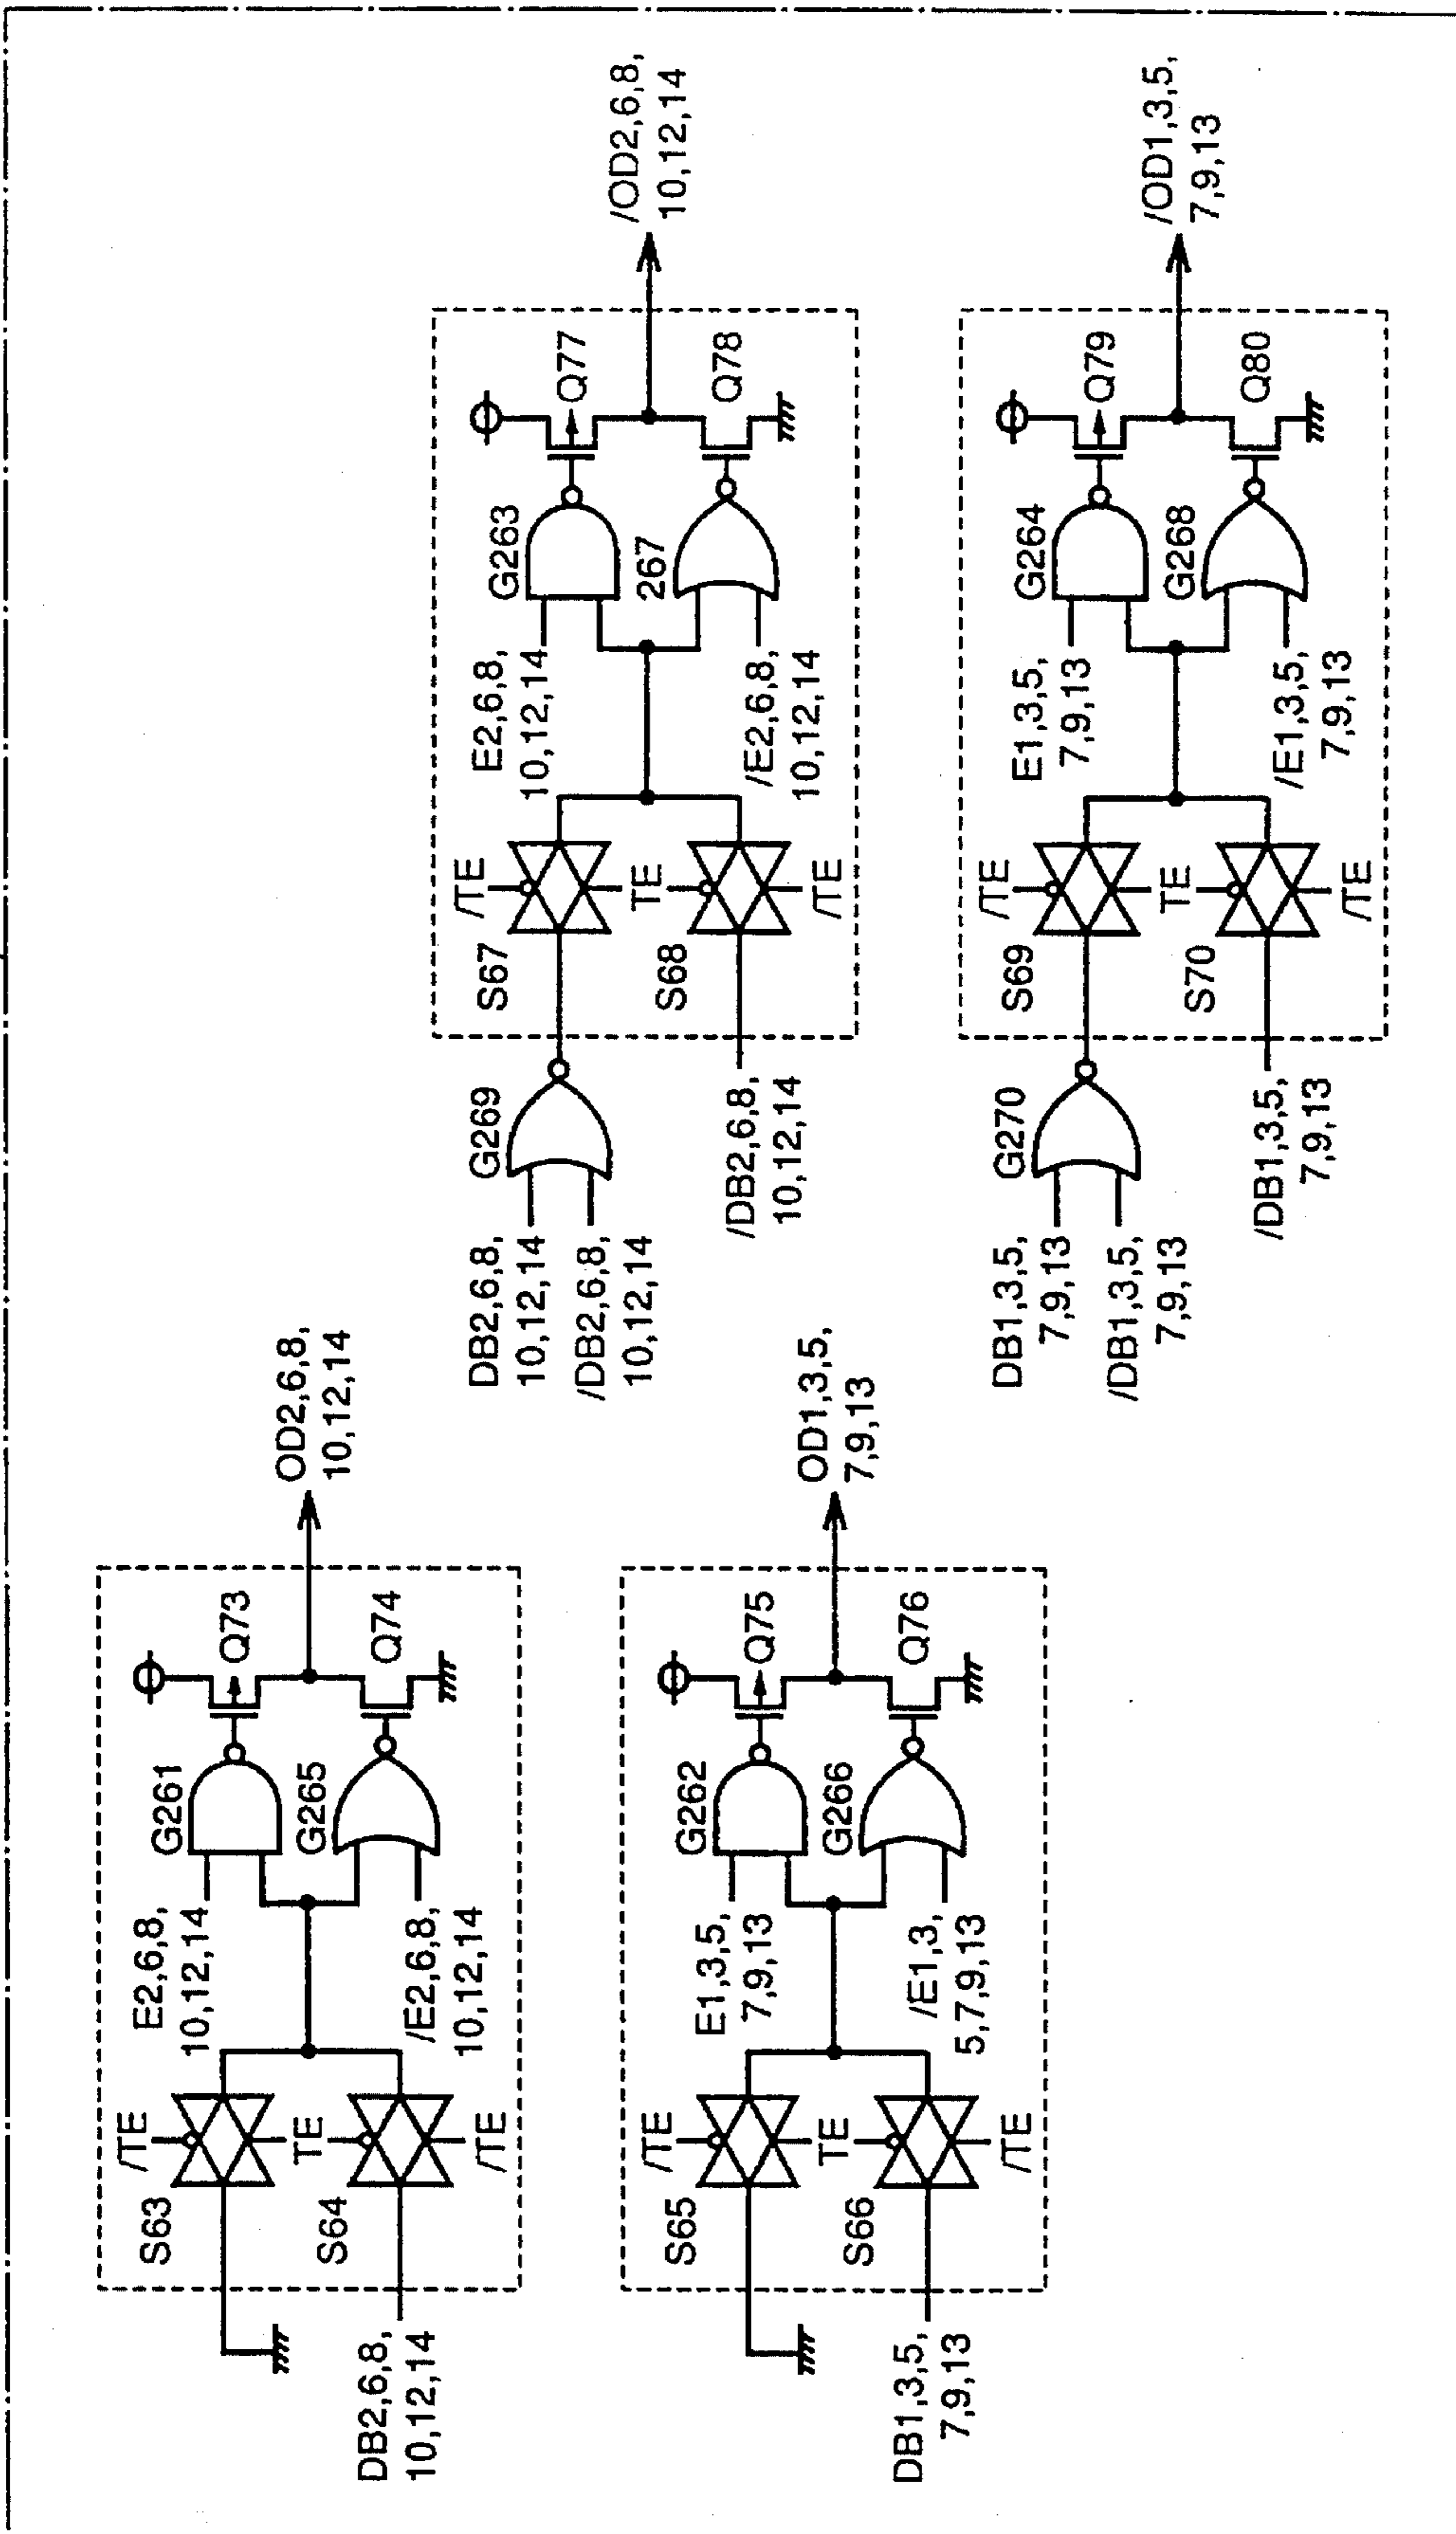 /TE
S63
TE
S64
/TE
DB2,6,8,
10,12,14
E2,6,8,
10,12,14
G261
Q73
G265
Q74
/E2,6,8,
10,12,14
OD2,6,8,
10,12,14
/TE
S65
TE
S66
/TE
DB1,3,5,
7,9,13
E1,3,5,
7,9,13
G262
Q75
G266
Q76
/E1,3,
5,7,9,13
OD1,3,5,
7,9,13
DB2,6,8,
10,12,14
/DB2,6,8,
10,12,14
G269
/DB2,6,8,
10,12,14
/TE
S67
TE
S68
/TE
E2,6,8,
10,12,14
G263
Q77
267
Q78
/E2,6,8,
10,12,14
/OD2,6,8,
10,12,14
DB1,3,5,
7,9,13
/DB1,3,5,
7,9,13
G270
/DB1,3,5,
7,9,13
/TE
S69
TE
S70
/TE
E1,3,5,
7,9,13
G264
Q79
G268
Q80
/E1,3,5,
7,9,13
/OD1,3,5,
7,9,13